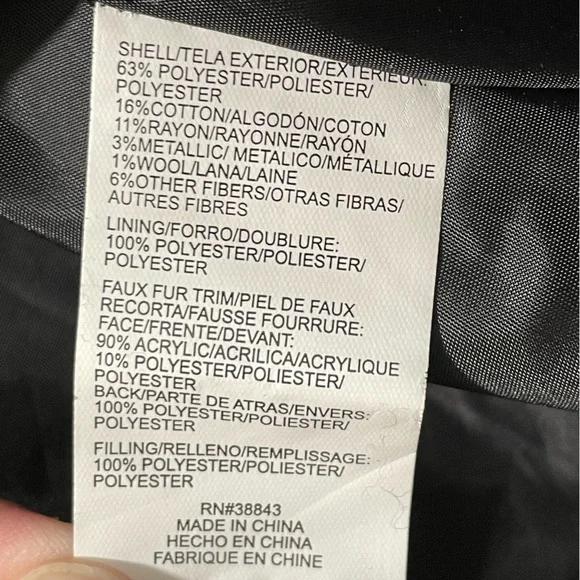 SHELL/TELA EXTERIOR/EXTÉRIEUR:
63% POLYESTER/POLIESTER/
POLYESTER
16%COTTON/ALGODÓN/COTON
11%RAYON/RAYONNE/RAYÓN
3%METALLIC/ METALICO/MÉTALLIQUE
1%WOOL/LANA/LAINE
6%OTHER FIBERS/OTRAS FIBRAS/
AUTRES FIBRES
LINING/FORRO/DOUBLURE:
100% POLYESTER/POLIESTER/
POLYESTER
FAUX FUR TRIM/PIEL DE FAUX
RECORTA/FAUSSE FOURRURE:
FACE/FRENTE/DEVANT:
90% ACRYLIC/ACRILICA/ACRYLIQUE
10% POLYESTER/POLIESTER/
POLYESTER
BACK/PARTE DE ATRAS/ENVERS:
100% POLYESTER/POLIESTER/
POLYESTER
FILLING/RELLENO/REMPLISSAGE:
100% POLYESTER/POLIESTER/
POLYESTER
RN#38843
MADE IN CHINA
HECHO EN CHINA
FABRIQUE EN CHINE